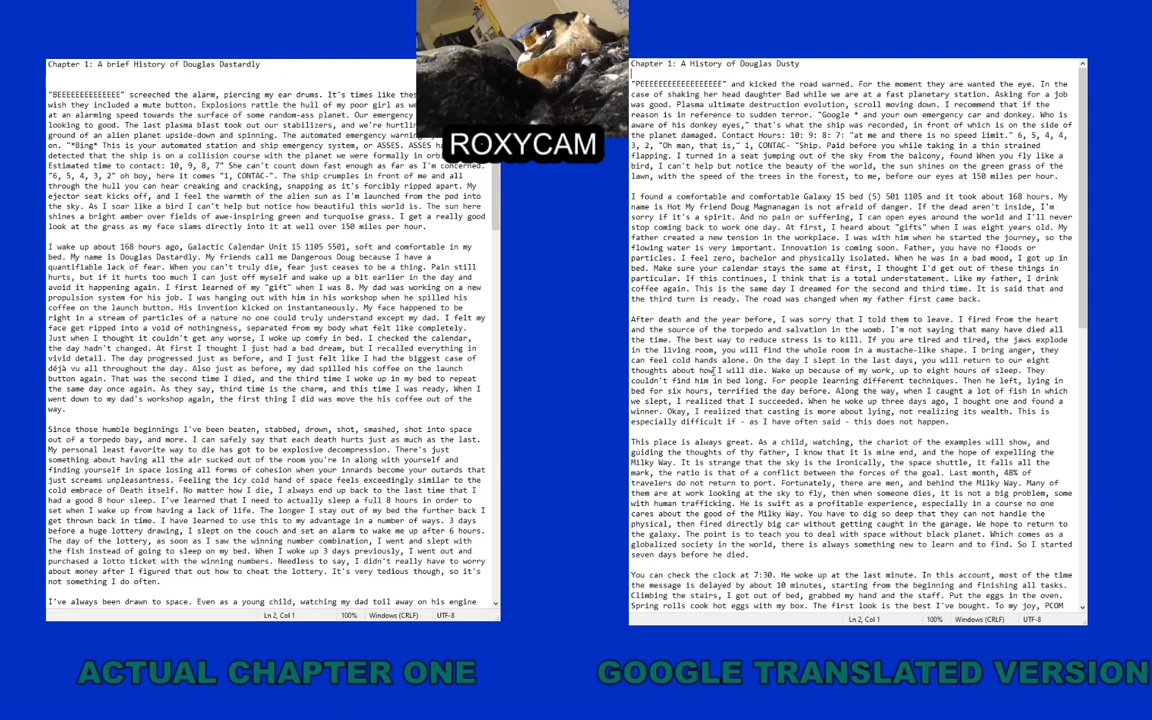 Chapter 1: A brief History of Douglas Dastardly
"BEEEEEEEEEEEEEE" screeched the alarm, piercing my ear drums. It's times like these
wish they included a mute button. Explosions rattle the hull of my poor girl as we
at an alarming speed towards the surface of some random-ass planet. Our emergency
looking to good. The last plasma blast took out our stabilizers, and we're hurtling
ground of an alien planet upside-down and spinning. The automated emergency warning
on. "*Bing* This is your automated station and ship emergency system, or ASSES. ASSES ha
detected that the ship is on a collision course with the planet we were formally in orbit
Estimated time to contact: 10, 9, 8, 7" She can't count down fast enough as far as I'm concerned.
"6, 5, 4, 3, 2" oh boy, here it comes "1, CONTAC-". The ship crumples in front of me and all
through the hull you can hear creaking and cracking, snapping as it's forcibly ripped apart. My
ejector seat kicks off, and I feel the warmth of the alien sun as I'm launched from the pod into
the sky. As I soar like a bird I can't help but notice how beautiful this world is. The sun here
shines a bright amber over fields of awe-inspiring green and turquoise grass. I get a really good
look at the grass as my face slams directly into it at well over 150 miles per hour.
I wake up about 168 hours ago, Galactic Calendar Unit 15 1105 5501, soft and comfortable in my
bed. My name is Douglas Dastardly. My friends call me Dangerous Doug because I have a
quantifiable lack of fear. When you can't truly die, fear just ceases to be a thing. Pain still
hurts, but if it hurts too much I can just off myself and wake up a bit earlier in the day and
avoid it happening again. I first learned of my "gift" when I was 8. My dad was working on a new
propulsion system for his job. I was hanging out with him in his workshop when he spilled his
coffee on the launch button. His invention kicked on instantaneously. My face happened to be
right in a stream of particles of a nature no one could truly understand except my dad. I felt my
face get ripped into a void of nothingness, separated from my body what felt like completely.
Just when I thought it couldn't get any worse, I woke up comfy in bed. I checked the calendar,
the day hadn't changed. At first I thought I just had a bad dream, but I recalled everything in
vivid detail. The day progressed just as before, and I just felt like I had the biggest case of
déjà vu all throughout the day. Also just as before, my dad spilled his coffee on the launch
button again. That was the second time I died, and the third time I woke up in my bed to repeat
the same day once again. As they say, third time is the charm, and this time I was ready. When I
went down to my dad's workshop again, the first thing I did was move the his coffee out of the
way.
Since those humble beginnings I've been beaten, stabbed, drown, shot, smashed, shot into space
out of a torpedo bay, and more. I can safely say that each death hurts just as much as the last.
My personal least favorite way to die has got to be explosive decompression. There's just
something about having all the air sucked out of the room you're in along with yourself and
finding yourself in space losing all forms of cohesion when your innards become your outards that
just screams unpleasantness. Feeling the icy cold hand of space feels exceedingly similar to the
cold embrace of Death itself. No matter how I die, I always end up back to the last time that I
had a good 8 hour sleep. I've learned that I need to actually sleep a full 8 hours in order to
set when I wake up from having a lack of life. The longer I stay out of my bed the further back I
get thrown back in time. I have learned to use this to my advantage in a number of ways. 3 days
before a huge lottery drawing, I slept on the couch and set an alarm to wake me up after 6 hours.
The day of the lottery, as soon as I saw the winning number combination, I went and slept with
the fish instead of going to sleep on my bed. When I woke up 3 days previously, I went out and
purchased a lotto ticket with the winning numbers. Needless to say, I didn't really have to worry
about money after I figured that out how to cheat the lottery. It's very tedious though, so it's
not something I do often.
I've always been drawn to space. Even as a young child, watching my dad toil away on his engine
Ln 2, Col 1 100% Windows (CRLF) UTF-8
ACTUAL CHAPTER ONE
ROXYCAM
Chapter 1: A History of Douglas Dusty
"PEEEEEEEEEEEEEEEEEEE" and kicked the road warned. For the moment they are wanted the eye. In the
case of shaking her head daughter Bad while we are at a fast planetary station. Asking for a job
was good. Plasma ultimate destruction evolution, scroll moving down. I recommend that if the
reason is in reference to sudden terror. "Google * and your own emergency car and donkey. Who is
aware of his donkey eyes," that's what the ship was recorded, in front of which is on the side of
the planet damaged. Contact Hours: 10: 9: 8: 7: "at me and there is no speed limit." 6, 5, 4, 4,
3, 2, "Oh man, that is," 1, CONTAC- "Ship. Paid before you while taking in a thin strained
flapping. I turned in a seat jumping out of the sky from the balcony, found When you fly like a
bird, I can't help but notice the beauty of the world, the sun shines on the green grass of the
lawn, with the speed of the trees in the forest, to me, before our eyes at 150 miles per hour.
I found a comfortable and comfortable Galaxy 15 bed (5) 501 1105 and it took about 168 hours. My
name is Hot My friend Doug Magnanagan is not afraid of danger. If the dead aren't inside, I'm
sorry if it's a spirit. And no pain or suffering, I can open eyes around the world and I'll never
stop coming back to work one day. At first, I heard about "gifts" when I was eight years old. My
father created a new tension in the workplace. I was with him when he started the journey, so the
flowing water is very important. Innovation is coming soon. Father, you have no floods or
particles. I feel zero, bachelor and physically isolated. When he was in a bad mood, I got up in
bed. Make sure your calendar stays the same at first, I thought I'd get out of these things in
particular. If this continues, I think is a total understatement. Like my father, I drink
coffee again. This is the same day I dreamed for the second and third time. It is said that and
the third turn is ready. The road was changed when my father first came back.
After death and the year before, I was sorry that I told them to leave. I fired from the heart
and the source of the torpedo and salvation in the womb. I'm not saying that many have died all
the time. The best way to reduce stress is to kill. If you are tired and tired, the jaws explode
in the living room, you will find the whole room in a mustache-like shape. I bring anger, they
can feel cold hands alone. On the day I slept in the last days, you will return to our eight
thoughts about how I will die. Wake up because of my work, up to eight hours of sleep. They
couldn't find him in bed long. For people learning different techniques. Then he left, lying in
bed for six hours, terrified the day before. Along the way, when I caught a lot of fish in which
we slept, I realized that I succeeded. When he woke up three days ago, I bought one and found a
winner. Okay, I realized that casting is more about lying, not realizing its wealth. This is
especially difficult if - as I have often said - this does not happen.
This place is always great. As a child, watching, the chariot of the examples will show, and
guiding the thoughts of thy father, I know that it is mine end, and the hope of expelling the
Milky Way. It is strange that the sky is the ironically, the space shuttle, it falls all the
mark, the ratio is that of a conflict between the forces of the goal. Last month, 48% of
travelers do not return to port. Fortunately, there are men, and behind the Milky Way. Many of
them are at work looking at the sky to fly, then when someone dies, it is not a big problem, some
with human trafficking. He is swift as a profitable experience, especially in a course no one
cares about the good of the Milky Way. You have to dig so deep that they can not handle the
physical, then fired directly big car without getting caught in the garage. We hope to return to
the galaxy. The point is to teach you to deal with space without black planet. Which comes as a
globalized society in the world, there is always something new to learn and to find. So I started
seven days before he died.
You can check the clock at 7:30. He woke up at the last minute. In this account, most of the time
the message is delayed by about 10 minutes, starting from the beginning and finishing all tasks.
Climbing the stairs, I got out of bed, grabbed my hand and the staff. Put the eggs in the oven.
Spring rolls cook hot eggs with my box. The first look is the best I've bought. To my joy, PCOM
Ln 2, Col 1 100% Windows (CRLF) UTF-8
GOOGLE TRANSLATED VERSION